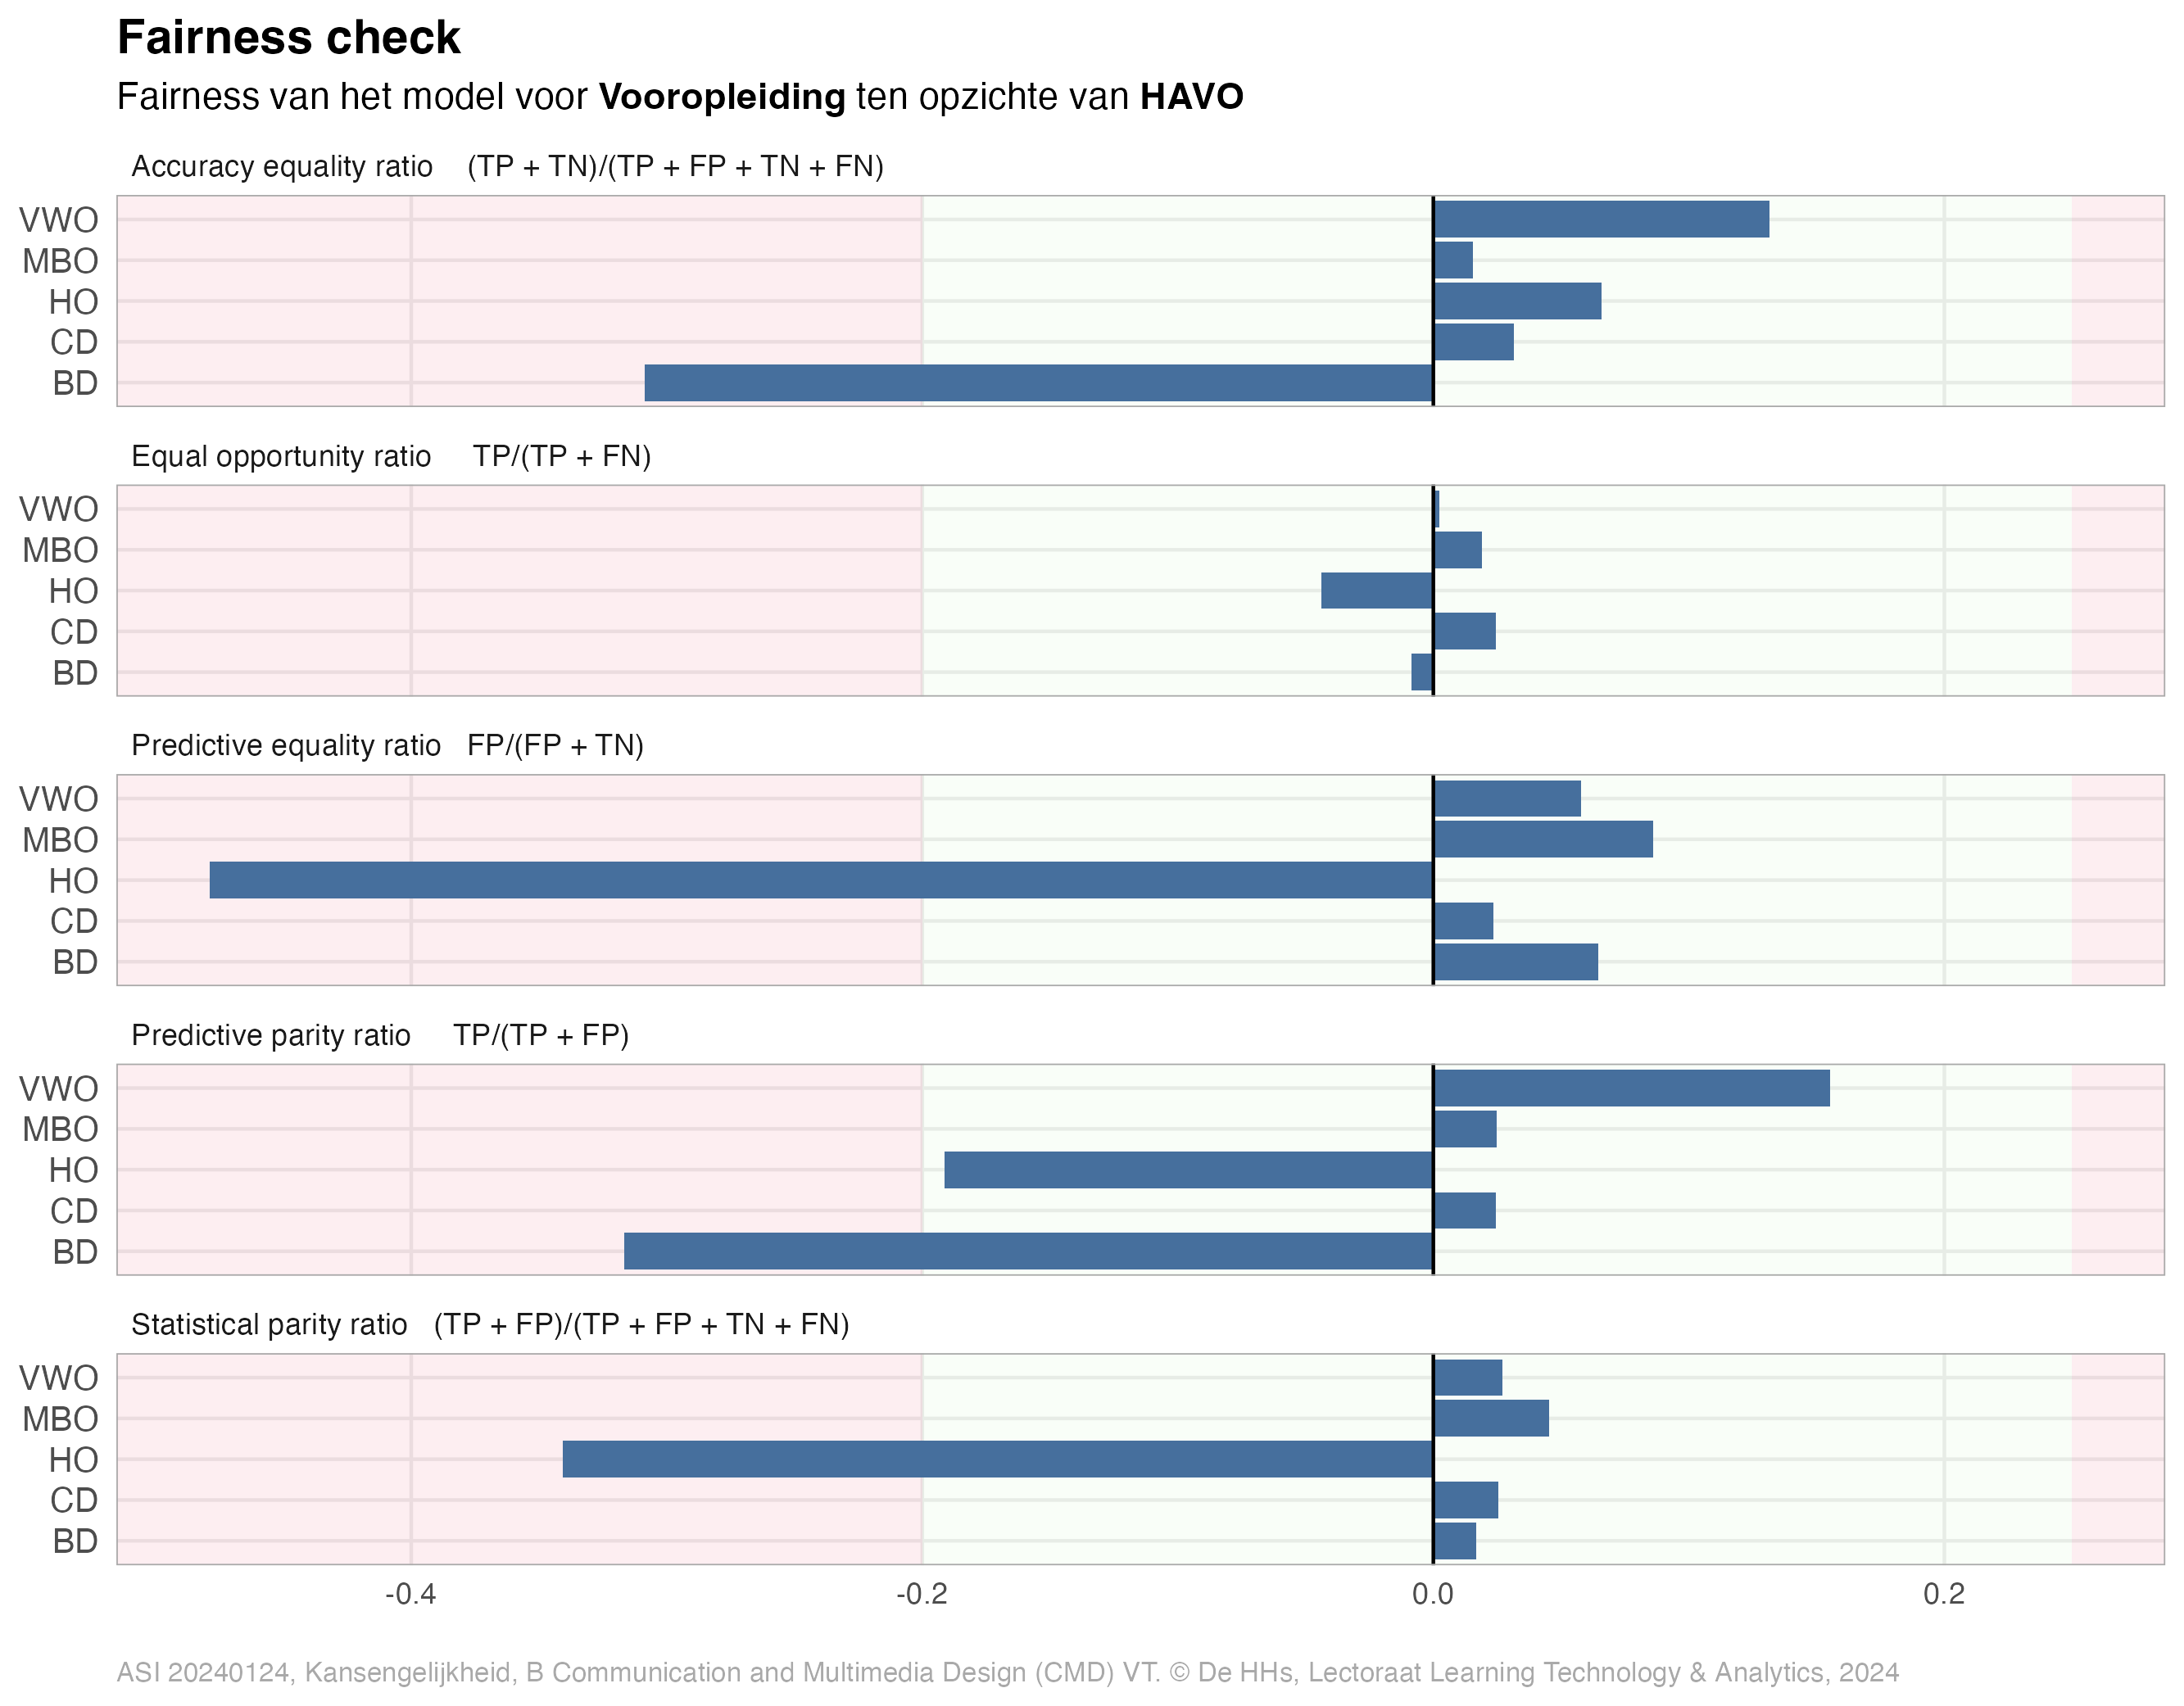 Fairness check
Fairness van het model voor Vooropleiding ten opzichte van HAVO
Accuracy equality ratio (TP + TN)/(TP + FP + TN + FN)
VWO
MBO
HO
CD
BD
Equal opportunity ratio TP/(TP + FN)
VWO
MBO
HO
CD
BD
Predictive equality ratio FP/(FP + TN)
VWO
MBO
HO
CD
BD
Predictive parity ratio TP/(TP + FP)
VWO
MBO
HO
CD
BD
Statistical parity ratio (TP + FP)/(TP + FP + TN + FN)
VWO
MBO
HO
CD
BD
-0.4 -0.2 0.0 0.2
ASI 20240124, Kansengelijkheid, B Communication and Multimedia Design (CMD) VT. © De HHs, Lectoraat Learning Technology & Analytics, 2024